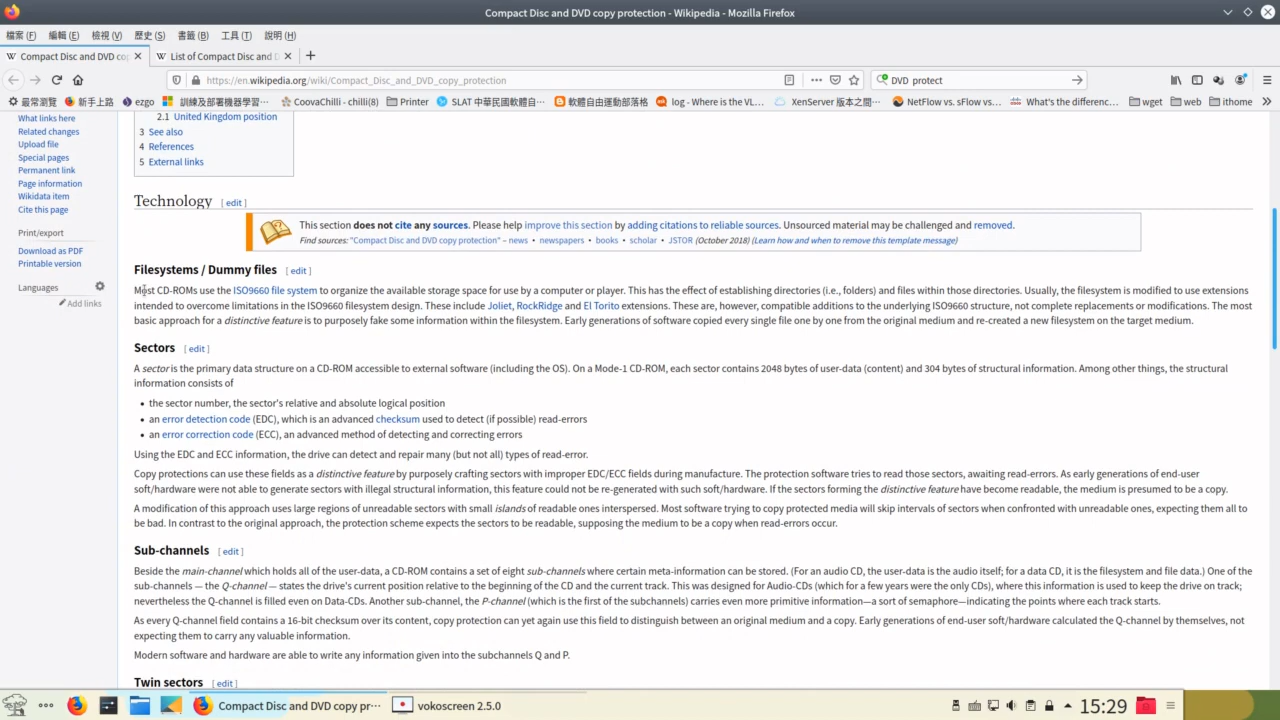 Compact Disc and DVD copy protection - Wikipedia - Mozilla Firefox
檔案 (F) 編輯 (E) 檢視 (V) 歷史 (S) 書籤 (B) 工具 (T) 說明 (H)
W Compact Disc and DVD cop W List of Compact Disc and D
https://en.wikipedia.org/wiki/Compact_Disc_and_DVD_copy_protection DVD protect
最常瀏覽 新手上路 ezgo 訓練及部署機器學習… CoovaChilli - chilli(8) Printer SLAT 中華民國軟體自… 軟體自由運動部落格 log - Where is the VL… XenServer 版本之間… NetFlow vs. sFlow vs… What's the differenc… wget web ithome
What links here
Related changes
Upload file
Special pages
Permanent link
Page information
Wikidata item
Cite this page
Print/export
Download as PDF
Printable version
Languages
Add links
2.1 United Kingdom position
3 See also
4 References
5 External links
Technology [ edit ]
This section does not cite any sources. Please help improve this section by adding citations to reliable sources. Unsourced material may be challenged and removed.
Find sources: "Compact Disc and DVD copy protection" – news • newspapers • books • scholar • JSTOR (October 2018) (Learn how and when to remove this template message)
Filesystems / Dummy files [ edit ]
Most CD-ROMs use the ISO9660 file system to organize the available storage space for use by a computer or player. This has the effect of establishing directories (i.e., folders) and files within those directories. Usually, the filesystem is modified to use extensions
intended to overcome limitations in the ISO9660 filesystem design. These include Joliet, RockRidge and El Torito extensions. These are, however, compatible additions to the underlying ISO9660 structure, not complete replacements or modifications. The most
basic approach for a distinctive feature is to purposely fake some information within the filesystem. Early generations of software copied every single file one by one from the original medium and re-created a new filesystem on the target medium.
Sectors [ edit ]
A sector is the primary data structure on a CD-ROM accessible to external software (including the OS). On a Mode-1 CD-ROM, each sector contains 2048 bytes of user-data (content) and 304 bytes of structural information. Among other things, the structural
information consists of
• the sector number, the sector's relative and absolute logical position
• an error detection code (EDC), which is an advanced checksum used to detect (if possible) read-errors
• an error correction code (ECC), an advanced method of detecting and correcting errors
Using the EDC and ECC information, the drive can detect and repair many (but not all) types of read-error.
Copy protections can use these fields as a distinctive feature by purposely crafting sectors with improper EDC/ECC fields during manufacture. The protection software tries to read those sectors, awaiting read-errors. As early generations of end-user
soft/hardware were not able to generate sectors with illegal structural information, this feature could not be re-generated with such soft/hardware. If the sectors forming the distinctive feature have become readable, the medium is presumed to be a copy.
A modification of this approach uses large regions of unreadable sectors with small islands of readable ones interspersed. Most software trying to copy protected media will skip intervals of sectors when confronted with unreadable ones, expecting them all to
be bad. In contrast to the original approach, the protection scheme expects the sectors to be readable, supposing the medium to be a copy when read-errors occur.
Sub-channels [ edit ]
Beside the main-channel which holds all of the user-data, a CD-ROM contains a set of eight sub-channels where certain meta-information can be stored. (For an audio CD, the user-data is the audio itself; for a data CD, it is the filesystem and file data.) One of the
sub-channels — the Q-channel — states the drive's current position relative to the beginning of the CD and the current track. This was designed for Audio-CDs (which for a few years were the only CDs), where this information is used to keep the drive on track;
nevertheless the Q-channel is filled even on Data-CDs. Another sub-channel, the P-channel (which is the first of the subchannels) carries even more primitive information—a sort of semaphore—indicating the points where each track starts.
As every Q-channel field contains a 16-bit checksum over its content, copy protection can yet again use this field to distinguish between an original medium and a copy. Early generations of end-user soft/hardware calculated the Q-channel by themselves, not
expecting them to carry any valuable information.
Modern software and hardware are able to write any information given into the subchannels Q and P.
Twin sectors [ edit ]
Compact Disc and DVD copy pr… vokoscreen 2.5.0 15:29